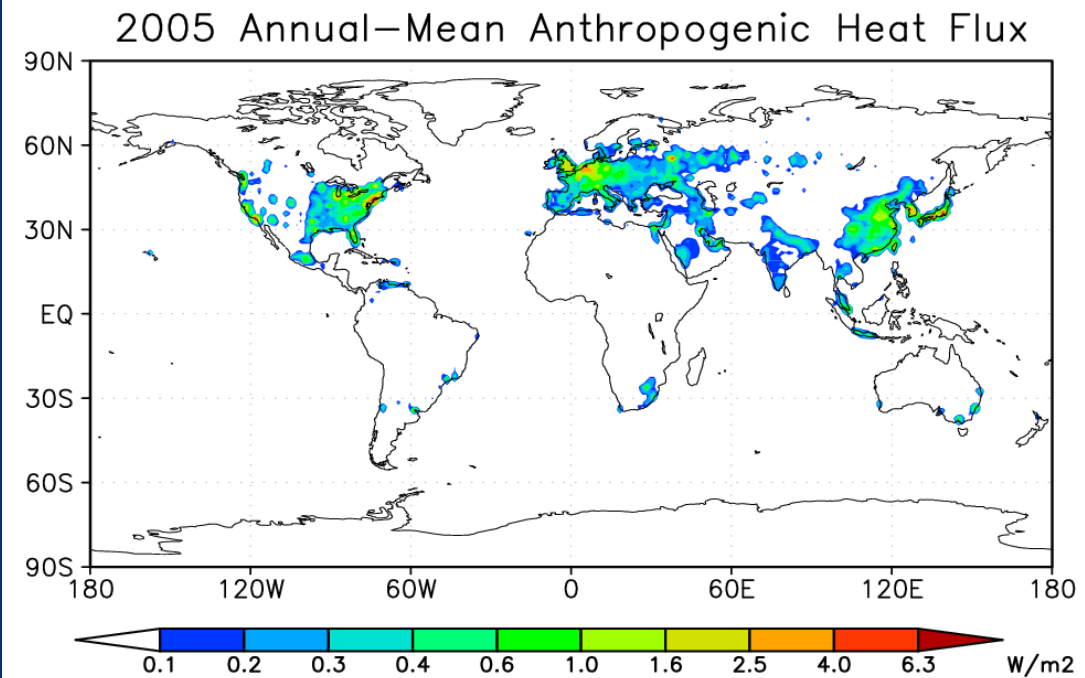 2005 Annual-Mean Anthropogenic Heat Flux
90N
60N
30N
EQ
30S
60S
90S
180 120W 60W 0 60E 120E 180
0.1 0.2 0.3 0.4 0.6 1.0 1.6 2.5 4.0 6.3 W/m2